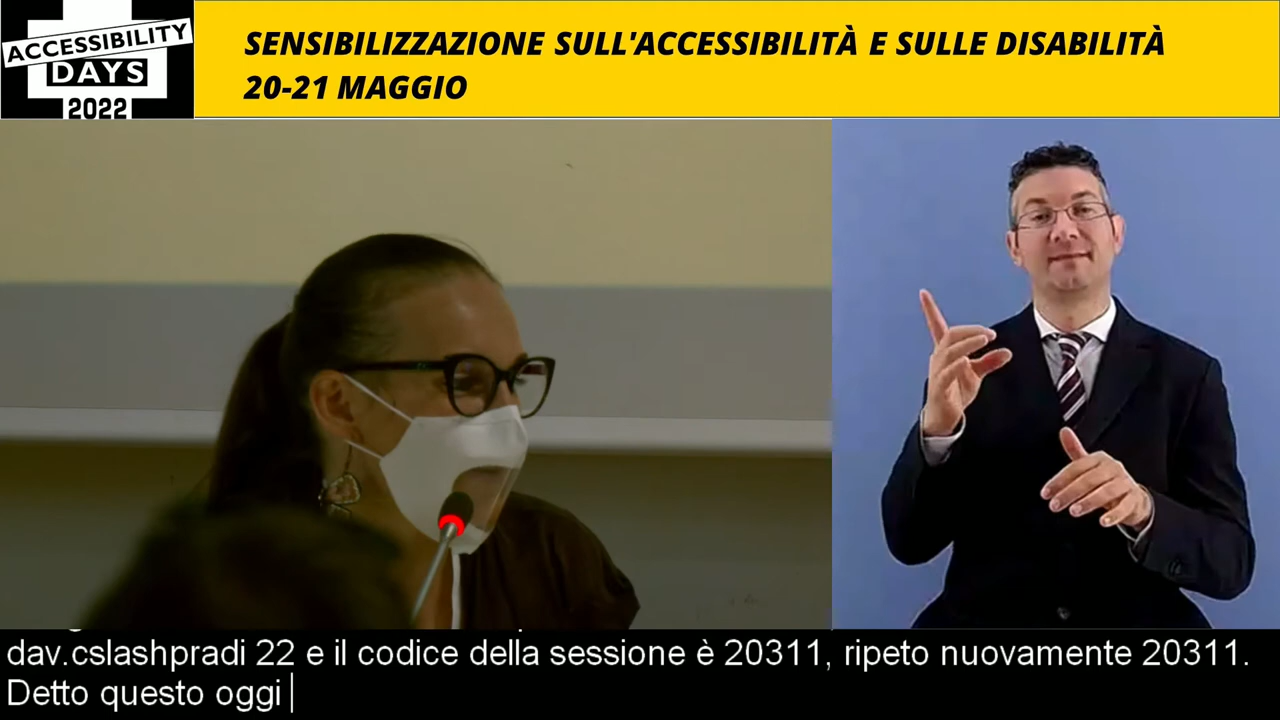 ACCESSIBILITY
DAYS
2022
SENSIBILIZZAZIONE SULL'ACCESSIBILITÀ E SULLE DISABILITÀ
20-21 MAGGIO
dav.cslashpradi 22 e il codice della sessione è 20311, ripeto nuovamente 20311.
Detto questo oggi